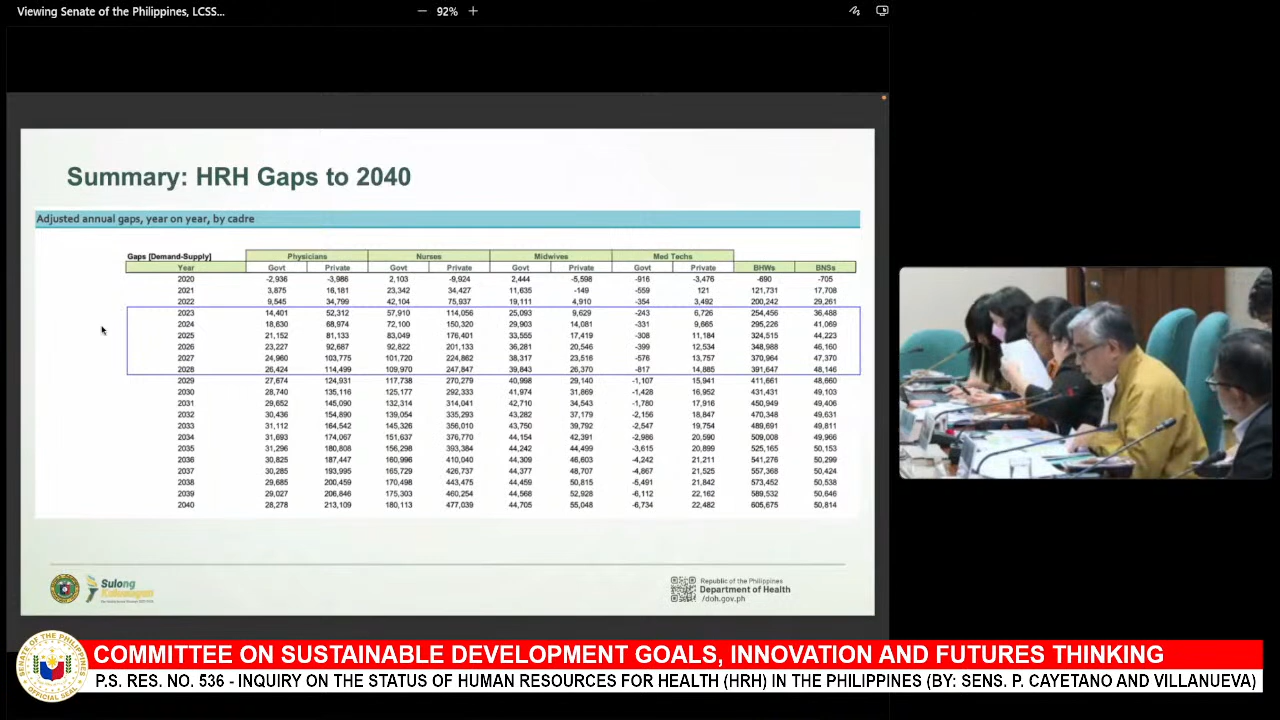 Viewing Senate of the Philippines, LCSS...
92%
Summary: HRH Gaps to 2040
Adjusted annual gaps, year on year, by cadre
Gaps [Demand-Supply] Physicians Nurses Midwives Med Techs
Year Govt Private Govt Private Govt Private Govt Private BHWs BNSs
2020 -2,936 -3,986 2,103 -9,924 2,444 -5,598 -916 -3,476 -690 -705
2021 3,875 16,181 23,342 34,427 11,635 -149 -559 121 121,731 17,708
2022 9,545 34,799 42,104 75,937 19,111 4,910 -354 3,492 200,242 29,261
2023 14,401 52,312 57,910 114,056 25,093 9,629 -243 6,726 254,456 36,488
2024 18,630 68,974 72,100 150,320 29,903 14,081 -331 9,665 295,226 41,069
2025 21,152 81,133 83,049 176,401 33,555 17,419 -308 11,184 324,515 44,223
2026 23,227 92,687 92,822 201,133 36,281 20,546 -399 12,534 348,988 46,160
2027 24,960 103,775 101,720 224,862 38,317 23,516 -576 13,757 370,964 47,370
2028 26,424 114,499 109,970 247,847 39,843 26,370 -817 14,885 391,647 48,146
2029 27,674 124,931 117,738 270,279 40,998 29,140 -1,107 15,941 411,661 48,660
2030 28,740 135,116 125,177 292,333 41,974 31,869 -1,428 16,952 431,431 49,103
2031 29,652 145,090 132,314 314,041 42,710 34,543 -1,780 17,916 450,949 49,406
2032 30,436 154,890 139,054 335,293 43,282 37,179 -2,156 18,847 470,348 49,631
2033 31,112 164,542 145,326 356,010 43,750 39,792 -2,547 19,754 489,691 49,811
2034 31,693 174,067 151,637 376,770 44,154 42,391 -2,986 20,590 509,008 49,966
2035 31,296 180,808 156,298 393,384 44,242 44,499 -3,615 20,899 525,165 50,153
2036 30,825 187,447 160,996 410,040 44,309 46,603 -4,242 21,211 541,276 50,299
2037 30,285 193,995 165,729 426,737 44,377 48,707 -4,867 21,525 557,368 50,424
2038 29,685 200,459 170,498 443,475 44,459 50,815 -5,491 21,842 573,452 50,538
2039 29,027 206,846 175,303 460,254 44,568 52,928 -6,112 22,162 589,532 50,646
2040 28,278 213,109 180,113 477,039 44,705 55,048 -6,734 22,482 605,675 50,814
Sulong
Kalusugan
Republic of the Philippines
Department of Health
/doh.gov.ph
SENATE OF THE PHILIPPINES
OFFICIAL SEAL
COMMITTEE ON SUSTAINABLE DEVELOPMENT GOALS, INNOVATION AND FUTURES THINKING
P.S. RES. NO. 536 - INQUIRY ON THE STATUS OF HUMAN RESOURCES FOR HEALTH (HRH) IN THE PHILIPPINES (BY: SENS. P. CAYETANO AND VILLANUEVA)